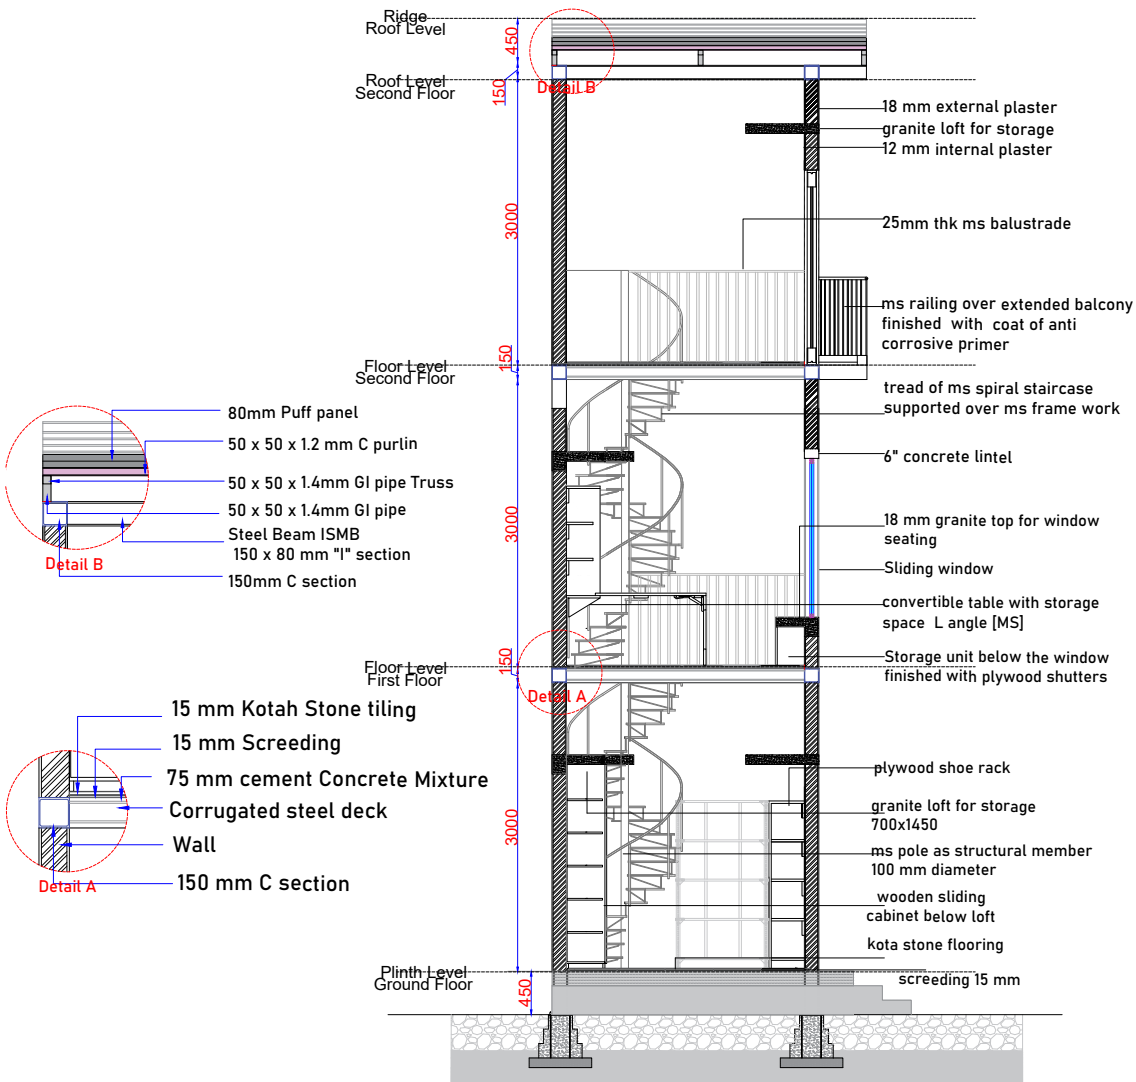 Ridge
Roof Level
450
Roof Level
Second Floor
150
Detail B
18 mm external plaster
granite loft for storage
12 mm internal plaster
3000
25mm thk ms balustrade
ms railing over extended balcony
finished with coat of anti
corrosive primer
150
Floor Level
Second Floor
tread of ms spiral staircase
supported over ms frame work
80mm Puff panel
50 x 50 x 1.2 mm C purlin
50 x 50 x 1.4mm GI pipe Truss
50 x 50 x 1.4mm GI pipe
Steel Beam ISMB
150 x 80 mm "I" section
150mm C section
Detail B
6" concrete lintel
3000
18 mm granite top for window
seating
Sliding window
convertible table with storage
space L angle [MS]
150
Floor Level
First Floor
Storage unit below the window
finished with plywood shutters
Detail A
15 mm Kotah Stone tiling
15 mm Screeding
75 mm cement Concrete Mixture
Corrugated steel deck
Wall
150 mm C section
Detail A
plywood shoe rack
granite loft for storage
700x1450
3000
ms pole as structural member
100 mm diameter
wooden sliding
cabinet below loft
kota stone flooring
Plinth Level
Ground Floor
screeding 15 mm
450